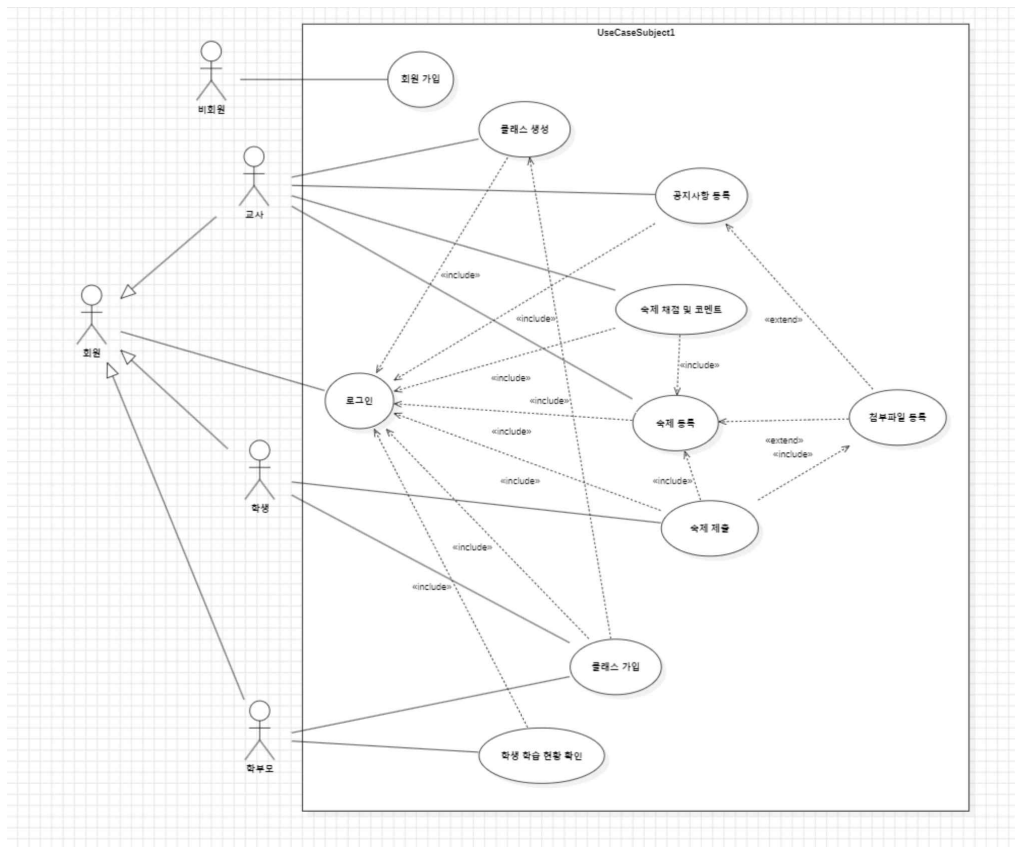 UseCaseSubject1
비회원
회원 가입
클래스 생성
교사
공지사항 등록
«include»
숙제 채점 및 코멘트
«include»
«extend»
회원
«include»
«include»
로그인
«include»
숙제 등록
첨부파일 등록
«include»
«extend»
«include»
학생
«include»
«include»
숙제 제출
«include»
«include»
클래스 가입
학부모
학생 학습 현황 확인